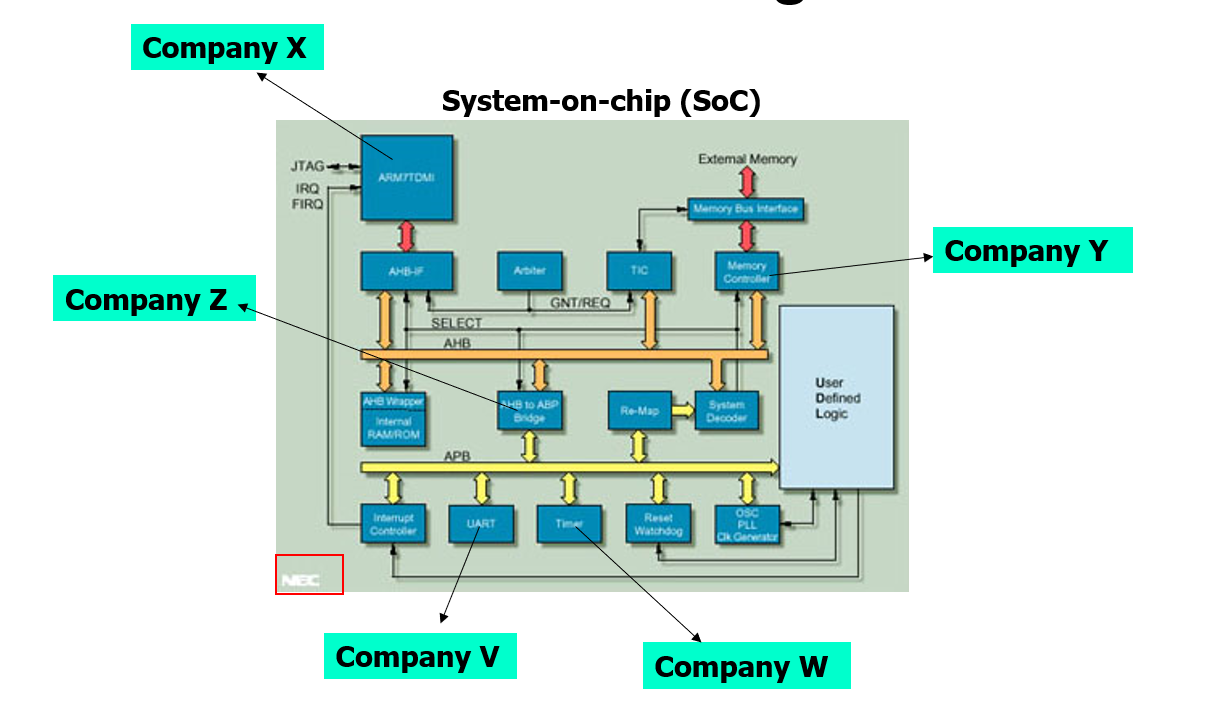 Company X
System-on-chip (SoC)
JTAG
ARM7TDMI
IRQ
FIRQ
External Memory
Memory Bus Interface
AHB-IF
Arbiter
TIC
Memory
Controller
Company Y
Company Z
GNT/REQ
SELECT
AHB
AHB Wrapper
Internal
RAM/ROM
AHB to ABP
Bridge
Re-Map
System
Decoder
User
Defined
Logic
APB
Interrupt
Controller
UART
Timer
Reset
Watchdog
OSC
PLL
Clk Generator
NEC
Company V
Company W